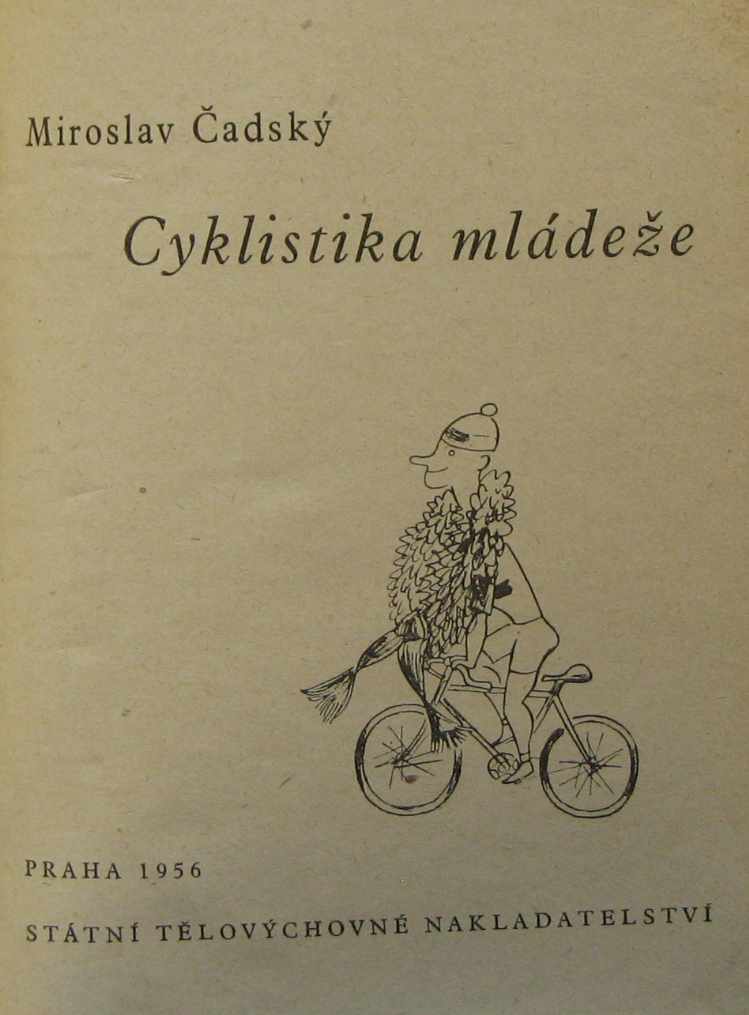 Miroslav Čadský
Cyklistika mládeže
PRAHA 1956
STÁTNÍ TĚLOVÝCHOVNÉ NAKLADATELSTVÍ